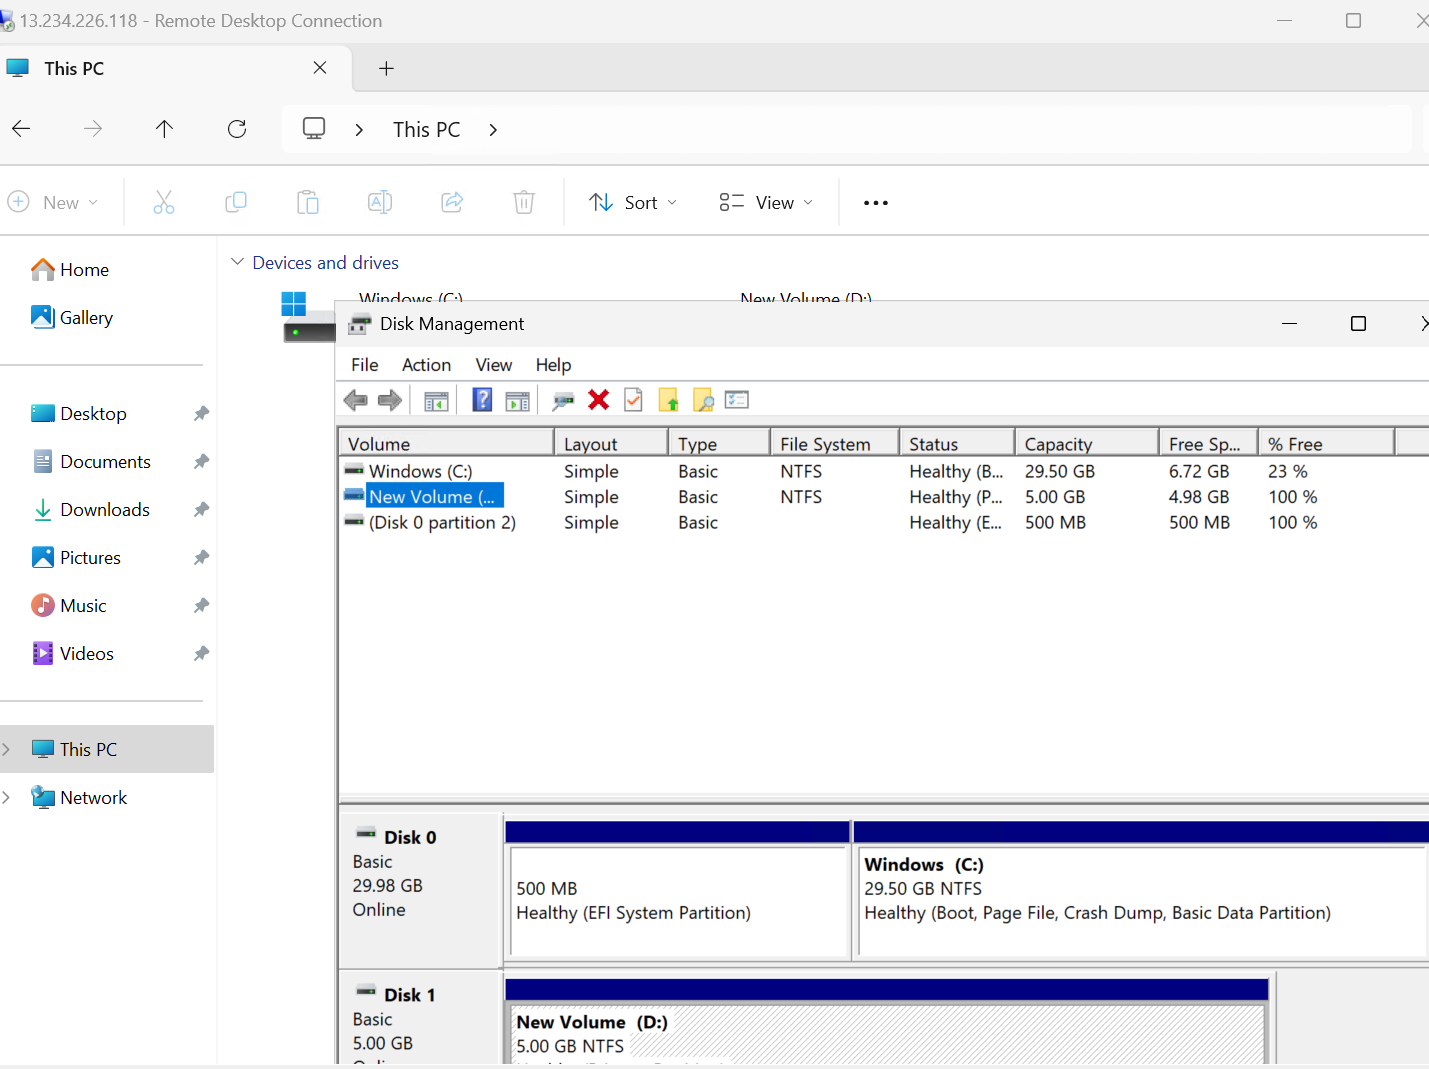 13.234.226.118 - Remote Desktop Connection
This PC
This PC
New
Sort
View
Home
Gallery
Desktop
Documents
Downloads
Pictures
Music
Videos
This PC
Network
Devices and drives
Windows (C:)
New Volume (D:)
Disk Management
File Action View Help
Volume Layout Type File System Status Capacity Free Sp... % Free
Windows (C:) Simple Basic NTFS Healthy (B... 29.50 GB 6.72 GB 23 %
New Volume (... Simple Basic NTFS Healthy (P... 5.00 GB 4.98 GB 100 %
(Disk 0 partition 2) Simple Basic Healthy (E... 500 MB 500 MB 100 %
Disk 0
Basic
29.98 GB
Online
500 MB
Healthy (EFI System Partition)
Windows (C:)
29.50 GB NTFS
Healthy (Boot, Page File, Crash Dump, Basic Data Partition)
Disk 1
Basic
5.00 GB
New Volume (D:)
5.00 GB NTFS